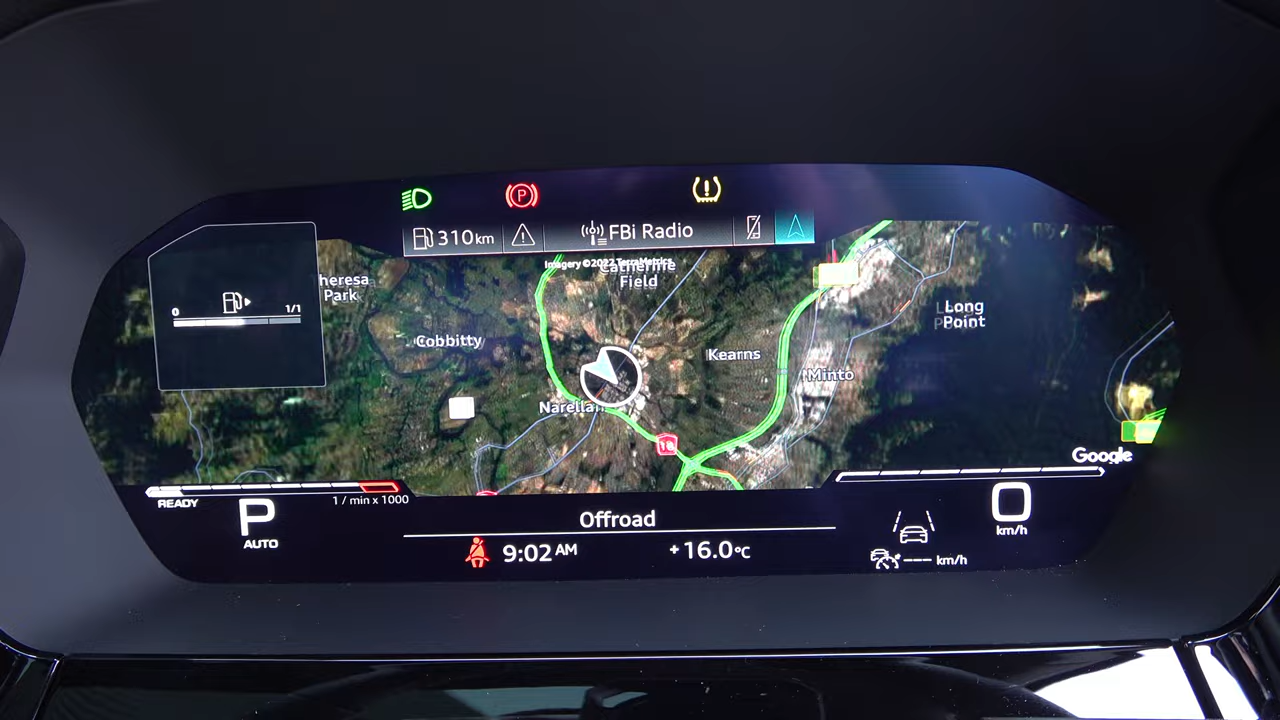 P
310km
FBi Radio
Imagery ©2022 TerraMetrics
Catherine
Field
heresa
Park
0
1/1
Long
Point
Cobbitty
Kearns
Minto
Narellan
Google
READY
1 / min x 1000
P
AUTO
Offroad
0
km/h
9:02 AM
+16.0°C
--- km/h